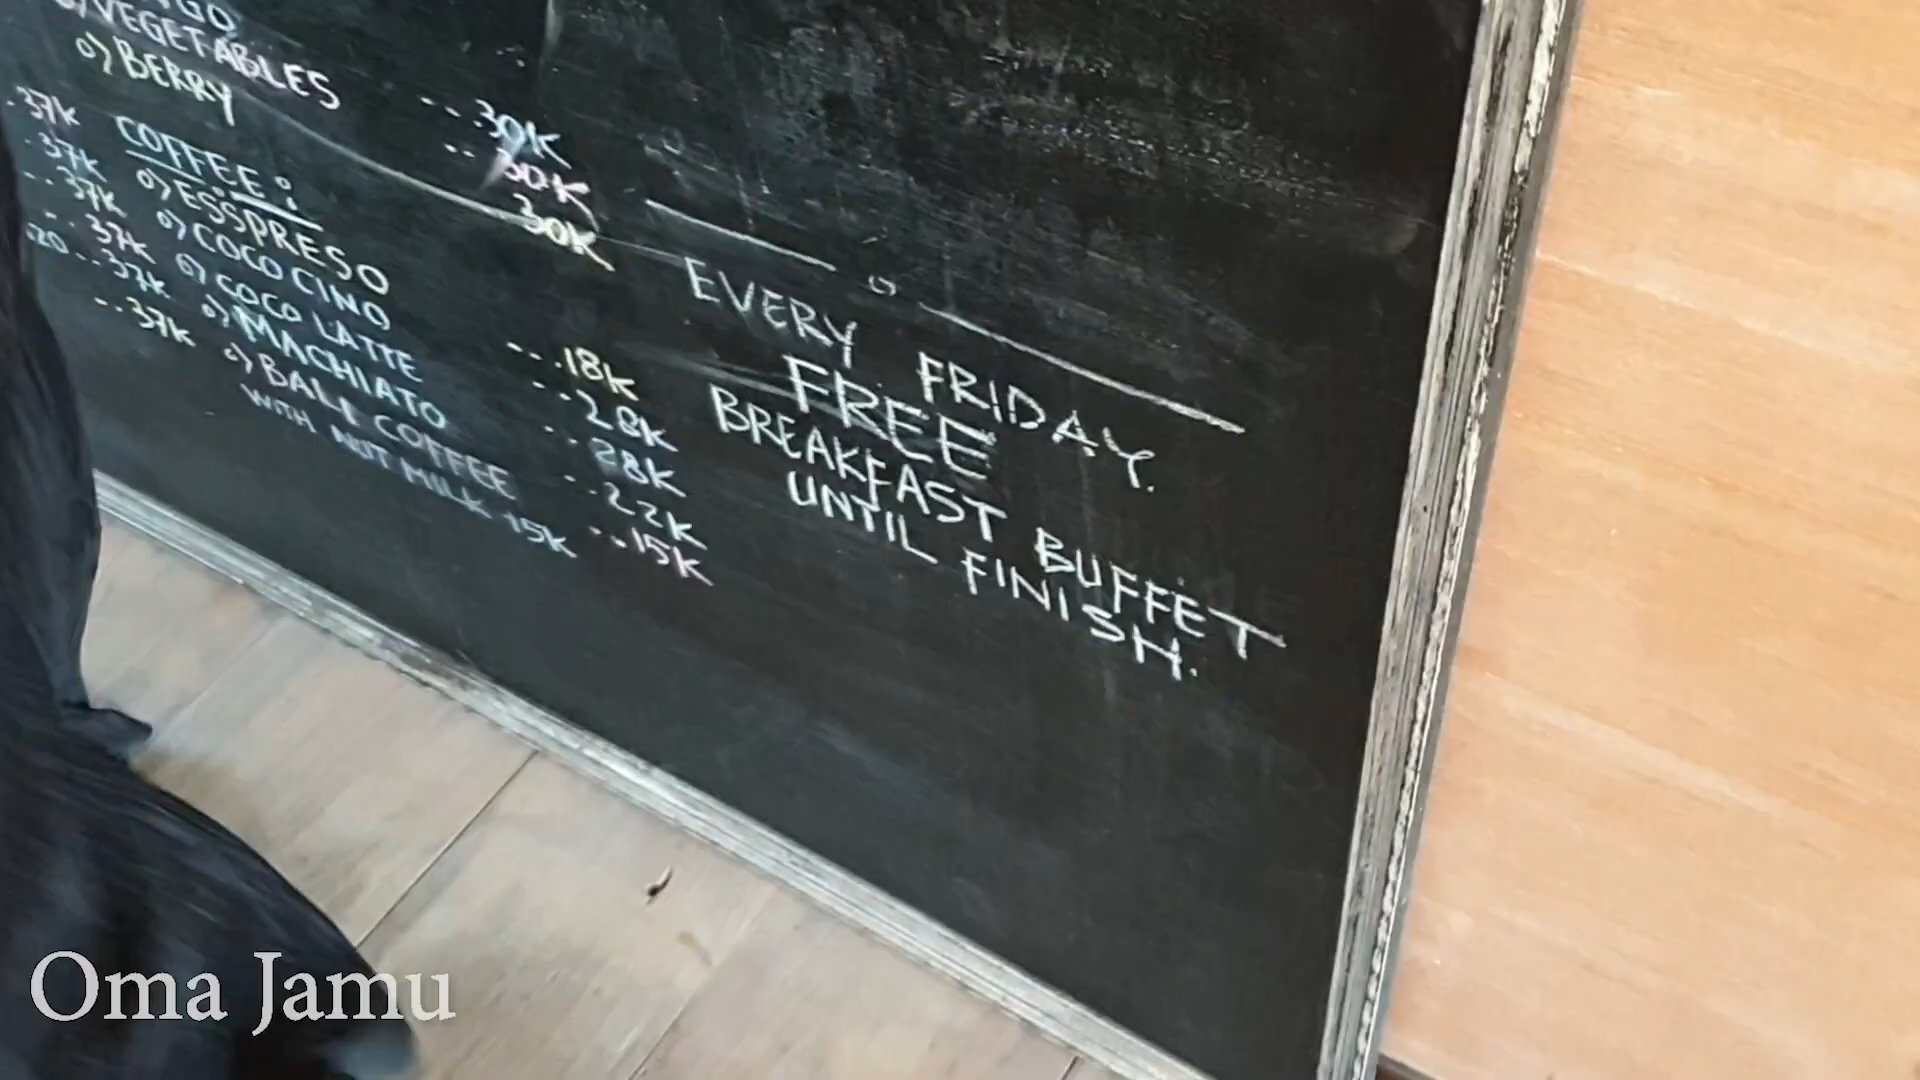 VEGETABLES ...30K
o) BERRY ..30K
30K
..37K
.37K
..37K
..37K
.20...37K
..37K
COFFEE:
o) ESSPRESO ...18K
o) COCO CINO ..28K
o) COCO LATTE ..28K
o) MACHIATO ..22K
o) BALI COFFEE ...15K
WITH NUT MILK 15K
EVERY FRIDAY.
FREE
BREAKFAST BUFFET
UNTIL FINISH.
Oma Jamu